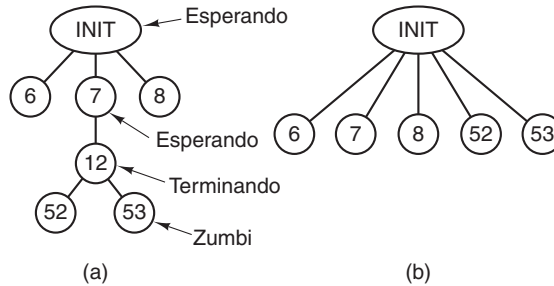 INIT
Esperando
6
7
8
Esperando
12
Terminando
52
53
Zumbi
(a)
INIT
6
7
8
52
53
(b)